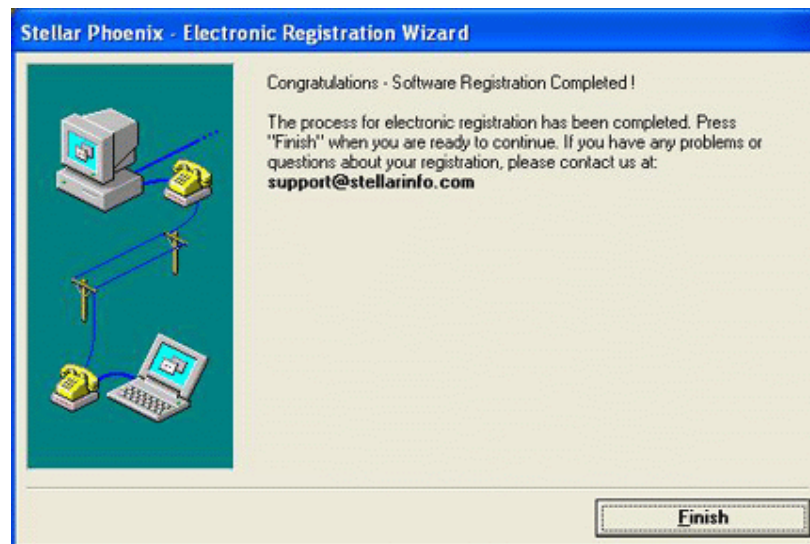 Stellar Phoenix - Electronic Registration Wizard
Congratulations - Software Registration Completed !
The process for electronic registration has been completed. Press
"Finish" when you are ready to continue. If you have any problems or
questions about your registration, please contact us at:
support@stellarinfo.com
Finish